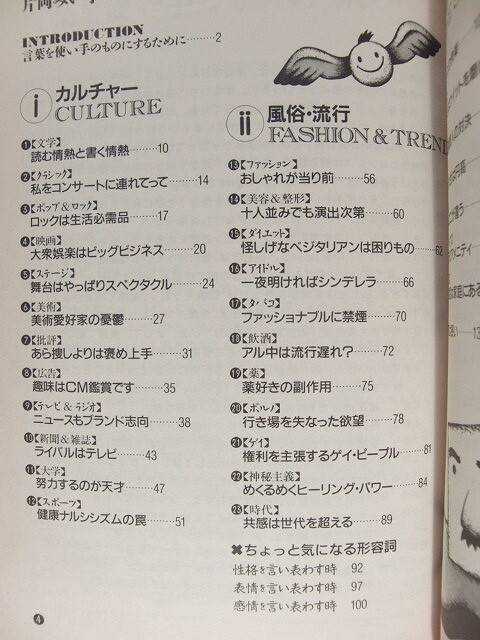 INTRODUCTION
言葉を使い手のものにするために………2
i カルチャー
CULTURE
❶【文学】
読む情熱と書く情熱………10
❷【クラシック】
私をコンサートに連れてって………14
❸【ポップ&ロック】
ロックは生活必需品………17
❹【映画】
大衆娯楽はビッグビジネス………20
❺【ステージ】
舞台はやっぱりスペクタクル………24
❻【美術】
美術愛好家の憂鬱………27
❼【批評】
あら捜しよりは褒め上手………31
❽【広告】
趣味はCM鑑賞です………35
❾【テレビ&ラジオ】
ニュースもブランド志向………38
❿【新聞&雑誌】
ライバルはテレビ………43
⓫【大学】
努力するのが天才………47
⓬【スポーツ】
健康ナルシシズムの罠………51
ii 風俗・流行
FASHION & TREND
⓭【ファッション】
おしゃれが当り前………56
⓮【美容&整形】
十人並みでも演出次第………60
⓯【ダイエット】
怪しげなベジタリアンは困りもの………62
⓰【アイドル】
一夜明ければシンデレラ………66
⓱【タバコ】
ファッショナブルに禁煙………70
⓲【飲酒】
アル中は流行遅れ?………72
⓳【薬】
薬好きの副作用………75
⓴【ポルノ】
行き場を失なった欲望………78
㉑【ゲイ】
権利を主張するゲイ・ピープル………81
㉒【神秘主義】
めくるめくヒーリング・パワー………84
㉓【時代】
共感は世代を超える………89
✖ちょっと気になる形容詞
性格を言い表わす時 92
表情を言い表わす時 97
感情を言い表わす時 100
4